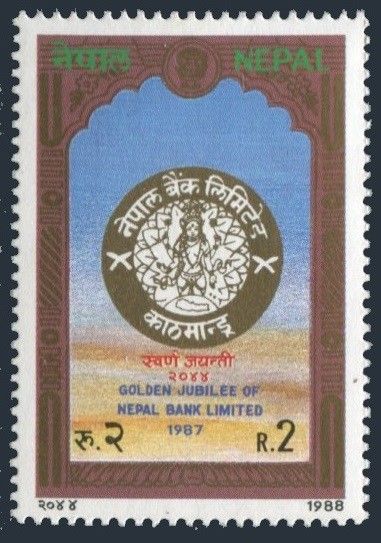 नेपाल NEPAL
नेपाल बैंक लिमिटेड
काठमान्डू
स्वर्ण जयन्ती
२०४४
GOLDEN JUBILEE OF
NEPAL BANK LIMITED
1987
रु.२ R.2
२०४४ 1988